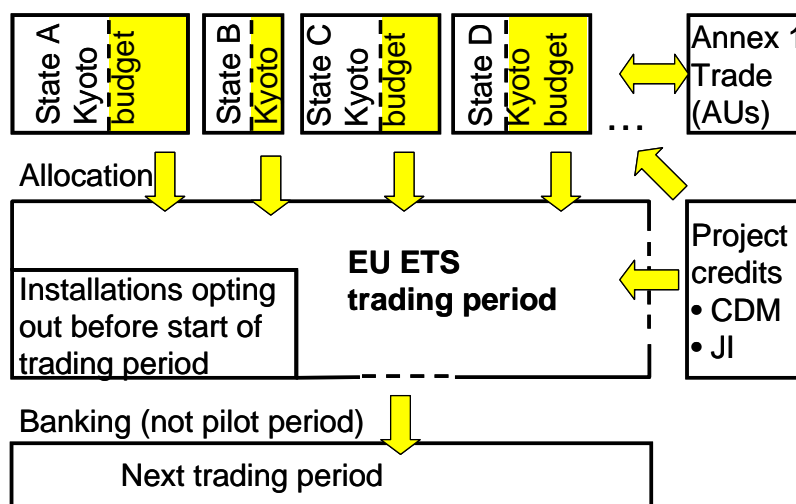 State A
Kyoto
budget
State B
Kyoto
State C
Kyoto
budget
State D
Kyoto
budget
...
Annex 1
Trade
(AUs)
Allocation
EU ETS
trading period
Installations opting
out before start of
trading period
Project
credits
• CDM
• JI
Banking (not pilot period)
Next trading period